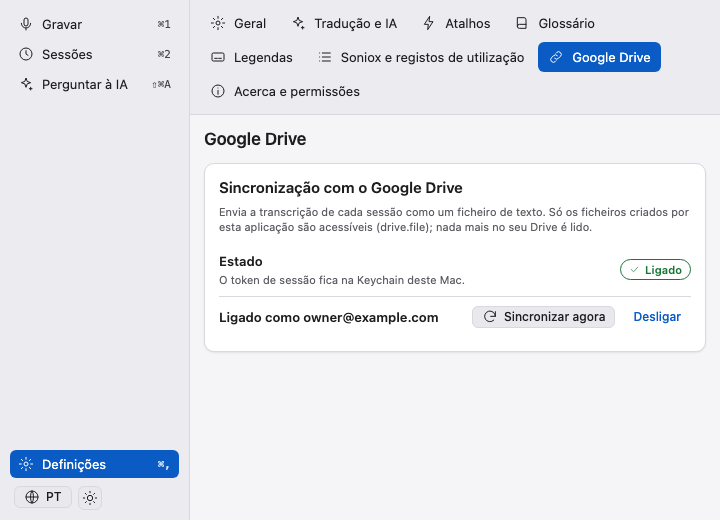 Gravar ⌘1
Sessões ⌘2
Perguntar à IA ⇧⌘A
Definições ⌘,
PT
Geral
Tradução e IA
Atalhos
Glossário
Legendas
Soniox e registos de utilização
Google Drive
Acerca e permissões
Google Drive
Sincronização com o Google Drive
Envia a transcrição de cada sessão como um ficheiro de texto. Só os ficheiros criados por
esta aplicação são acessíveis (drive.file); nada mais no seu Drive é lido.
Estado
O token de sessão fica na Keychain deste Mac.
Ligado
Ligado como owner@example.com
Sincronizar agora
Desligar